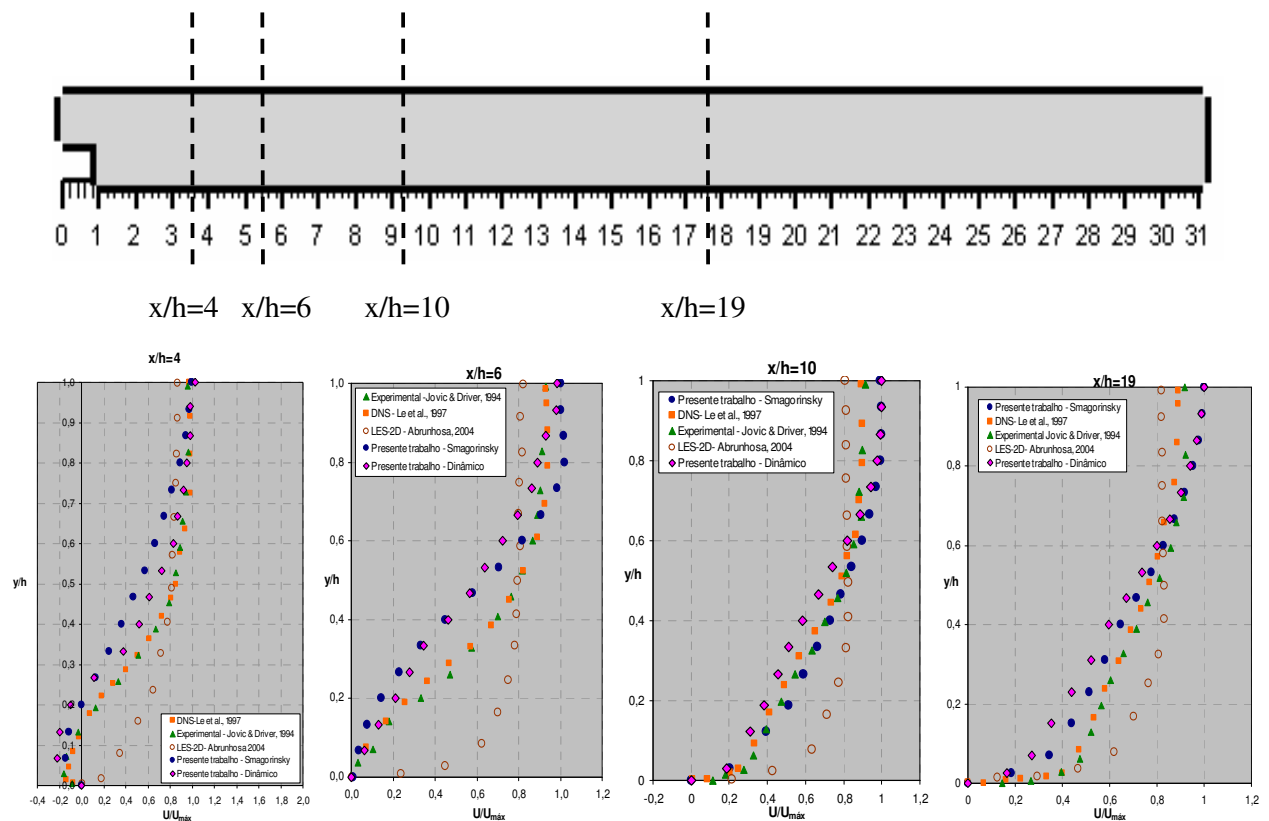 0 1 2 3 4 5 6 7 8 9 10 11 12 13 14 15 16 17 18 19 20 21 22 23 24 25 26 27 28 29 30 31
x/h=4 x/h=6 x/h=10 x/h=19
x/h=4
y/h
1,0
0,9
0,8
0,7
0,6
0,5
0,4
0,3
0,2
0,1
0,0
DNS-Le et al., 1997
Experimental - Jovic & Driver, 1994
LES-2D- Abrunhosa 2004
Presente trabalho - Smagorinsky
Presente trabalho - Dinâmico
-0,4 -0,2 0,0 0,2 0,4 0,6 0,8 1,0 1,2 1,4 1,6 1,8 2,0
U/Umáx
x/h=6
y/h
1,0
0,8
0,6
0,4
0,2
0,0
Experimental -Jovic & Driver, 1994
DNS- Le et al., 1997
LES-2D- Abrunhosa, 2004
Presente trabalho - Smagorinsky
Presente trabalho - Dinâmico
0,0 0,2 0,4 0,6 0,8 1,0 1,2
U/Umáx
x/h=10
y/h
1
0,8
0,6
0,4
0,2
0
Presente trabalho - Smagorinsky
DNS- Le et al., 1997
Experimental - Jovic & Driver, 1994
LES-2D- Abrunhosa, 2004
Presente trabalho - Dinâmico
-0,2 0 0,2 0,4 0,6 0,8 1 1,2
U/Umáx
x/h=19
y/h
1
0,8
0,6
0,4
0,2
0
Presente trabalho - Smagorinsky
DNS- Le et al., 1997
Experimental Jovic & Driver, 1994
LES-2D- Abrunhosa, 2004
Presente trabalho - Dinâmico
0 0,2 0,4 0,6 0,8 1 1,2
U/Umáx